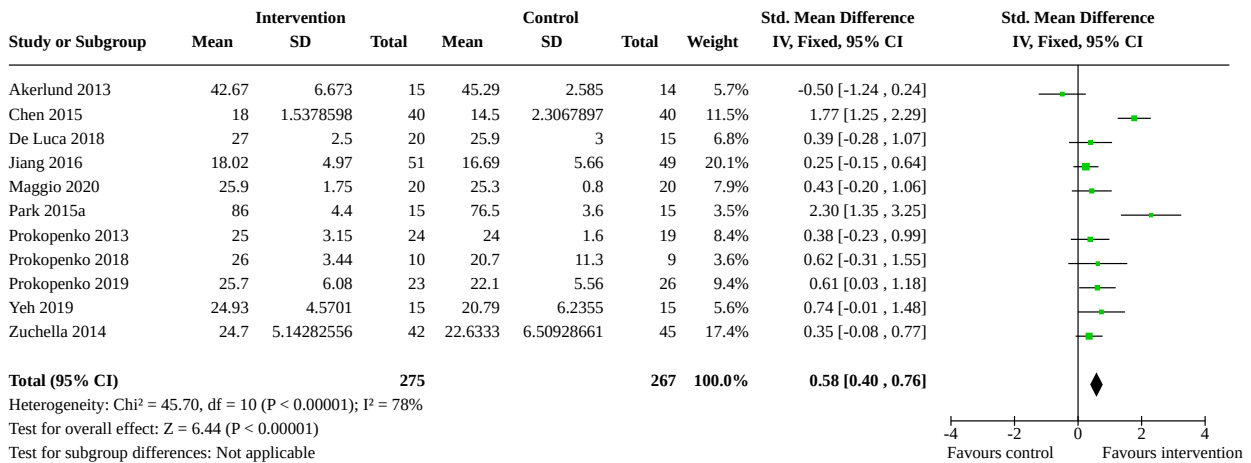 Intervention Control Std. Mean Difference Std. Mean Difference
Study or Subgroup Mean SD Total Mean SD Total Weight IV, Fixed, 95% CI IV, Fixed, 95% CI
Akerlund 2013 42.67 6.673 15 45.29 2.585 14 5.7% -0.50 [-1.24 , 0.24]
Chen 2015 18 1.5378598 40 14.5 2.3067897 40 11.5% 1.77 [1.25 , 2.29]
De Luca 2018 27 2.5 20 25.9 3 15 6.8% 0.39 [-0.28 , 1.07]
Jiang 2016 18.02 4.97 51 16.69 5.66 49 20.1% 0.25 [-0.15 , 0.64]
Maggio 2020 25.9 1.75 20 25.3 0.8 20 7.9% 0.43 [-0.20 , 1.06]
Park 2015a 86 4.4 15 76.5 3.6 15 3.5% 2.30 [1.35 , 3.25]
Prokopenko 2013 25 3.15 24 24 1.6 19 8.4% 0.38 [-0.23 , 0.99]
Prokopenko 2018 26 3.44 10 20.7 11.3 9 3.6% 0.62 [-0.31 , 1.55]
Prokopenko 2019 25.7 6.08 23 22.1 5.56 26 9.4% 0.61 [0.03 , 1.18]
Yeh 2019 24.93 4.5701 15 20.79 6.2355 15 5.6% 0.74 [-0.01 , 1.48]
Zuchella 2014 24.7 5.14282556 42 22.6333 6.50928661 45 17.4% 0.35 [-0.08 , 0.77]
Total (95% CI) 275 267 100.0% 0.58 [0.40 , 0.76]
Heterogeneity: Chi² = 45.70, df = 10 (P < 0.00001); I² = 78%
Test for overall effect: Z = 6.44 (P < 0.00001)
Test for subgroup differences: Not applicable
-4 -2 0 2 4
Favours control Favours intervention